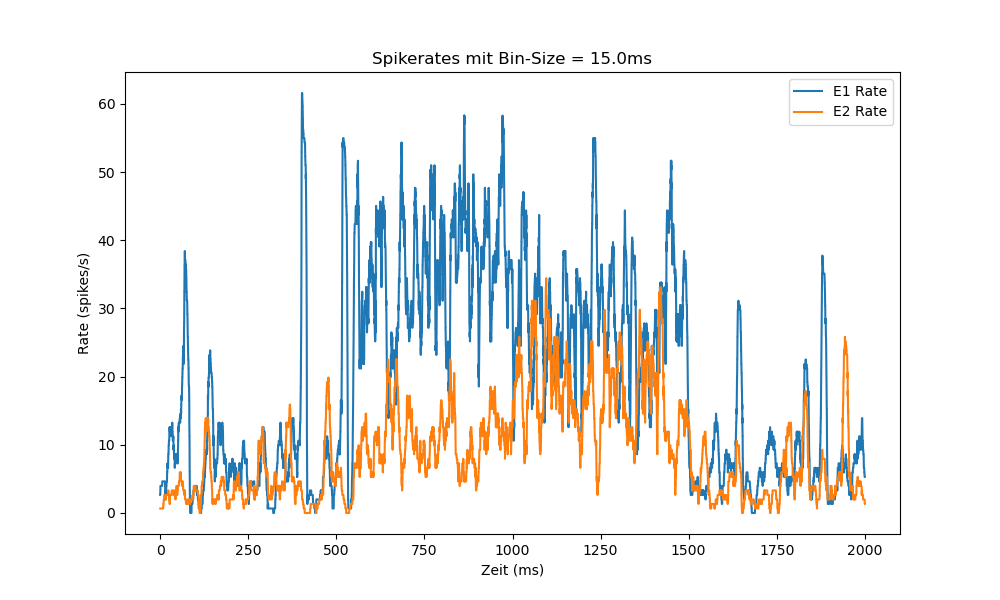 Spikerates mit Bin-Size = 15.0ms
E1 Rate
E2 Rate
60
50
40
30
20
10
0
Rate (spikes/s)
0 250 500 750 1000 1250 1500 1750 2000
Zeit (ms)